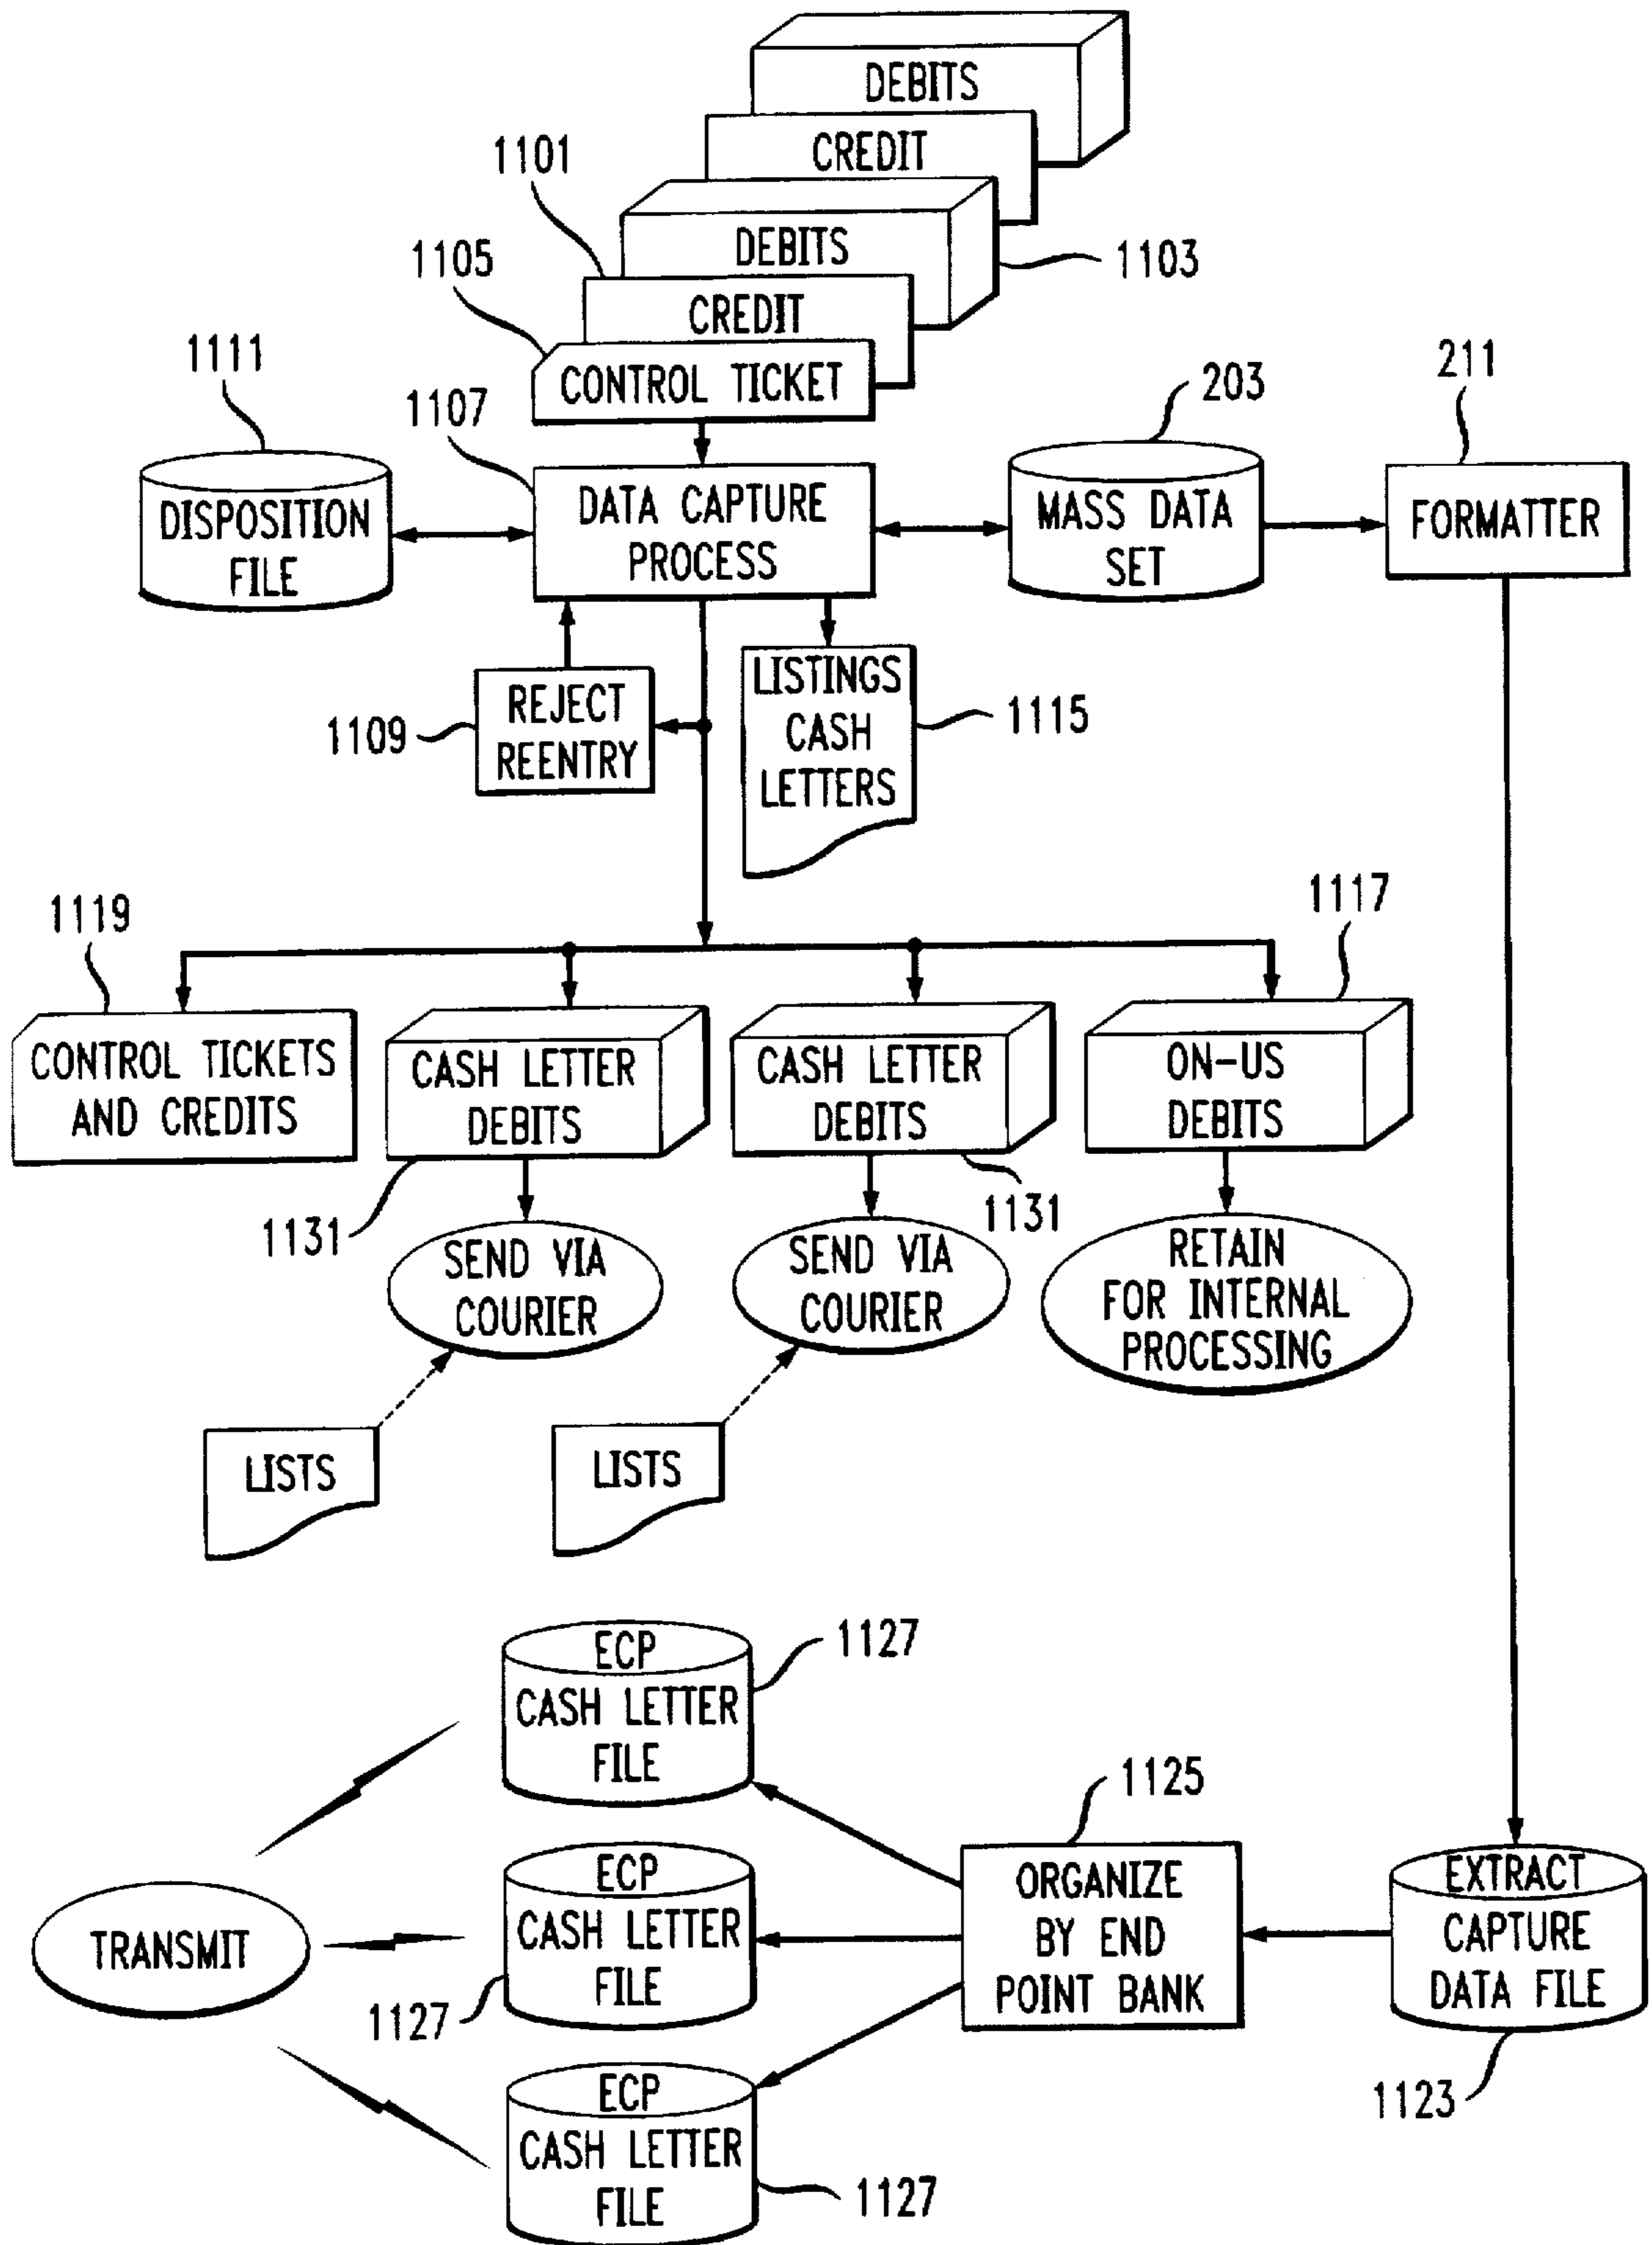 DEBITS
CREDIT
1101
DEBITS
1103
1105
CREDIT
CONTROL TICKET
1111
1107
203
211
DISPOSITION
FILE
DATA CAPTURE
PROCESS
MASS DATA
SET
FORMATTER
REJECT
REENTRY
1109
LISTINGS
CASH
LETTERS
1115
1119
1117
CONTROL TICKETS
AND CREDITS
CASH LETTER
DEBITS
CASH LETTER
DEBITS
ON-US
DEBITS
1131
1131
SEND VIA
COURIER
SEND VIA
COURIER
RETAIN
FOR INTERNAL
PROCESSING
LISTS
LISTS
ECP
CASH LETTER
FILE
1127
1125
TRANSMIT
ECP
CASH LETTER
FILE
1127
ORGANIZE
BY END
POINT BANK
EXTRACT
CAPTURE
DATA FILE
1123
ECP
CASH LETTER
FILE
1127